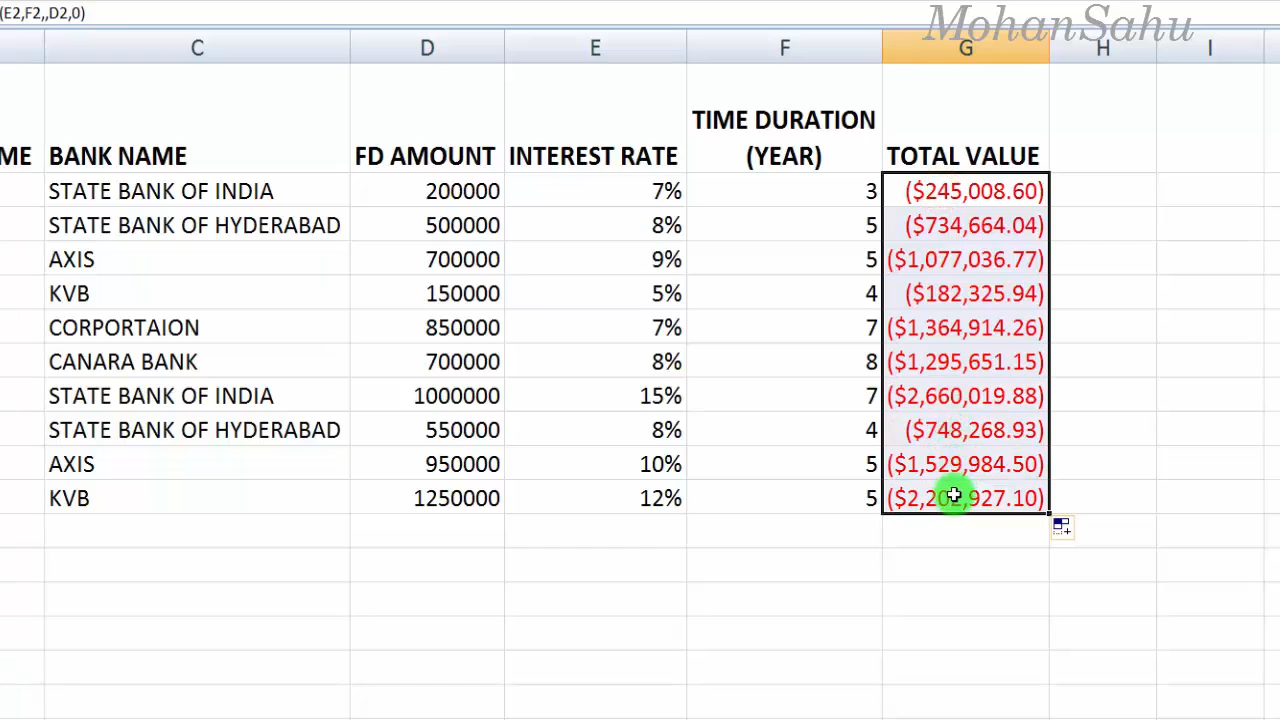 (E2,F2,,D2,0)
MohanSahu
C D E F G H I
ME BANK NAME FD AMOUNT INTEREST RATE TIME DURATION (YEAR) TOTAL VALUE
STATE BANK OF INDIA 200000 7% 3 ($245,008.60)
STATE BANK OF HYDERABAD 500000 8% 5 ($734,664.04)
AXIS 700000 9% 5 ($1,077,036.77)
KVB 150000 5% 4 ($182,325.94)
CORPORTAION 850000 7% 7 ($1,364,914.26)
CANARA BANK 700000 8% 8 ($1,295,651.15)
STATE BANK OF INDIA 1000000 15% 7 ($2,660,019.88)
STATE BANK OF HYDERABAD 550000 8% 4 ($748,268.93)
AXIS 950000 10% 5 ($1,529,984.50)
KVB 1250000 12% 5 ($2,202,927.10)